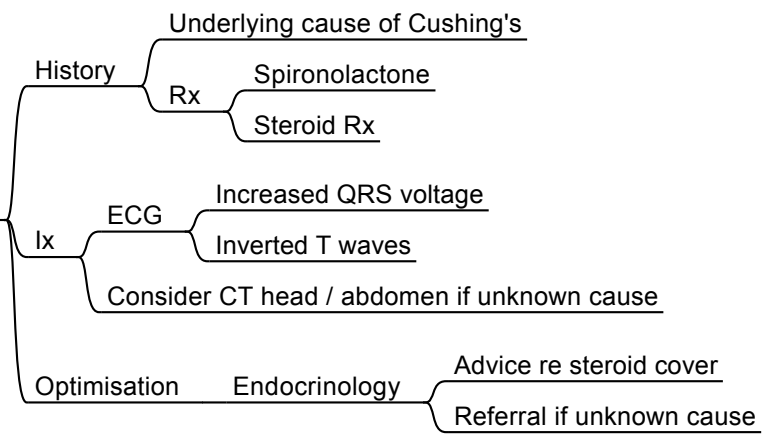 Underlying cause of Cushing's
History
Spironolactone
Rx
Steroid Rx
Increased QRS voltage
ECG
Ix
Inverted T waves
Consider CT head / abdomen if unknown cause
Advice re steroid cover
Optimisation
Endocrinology
Referral if unknown cause